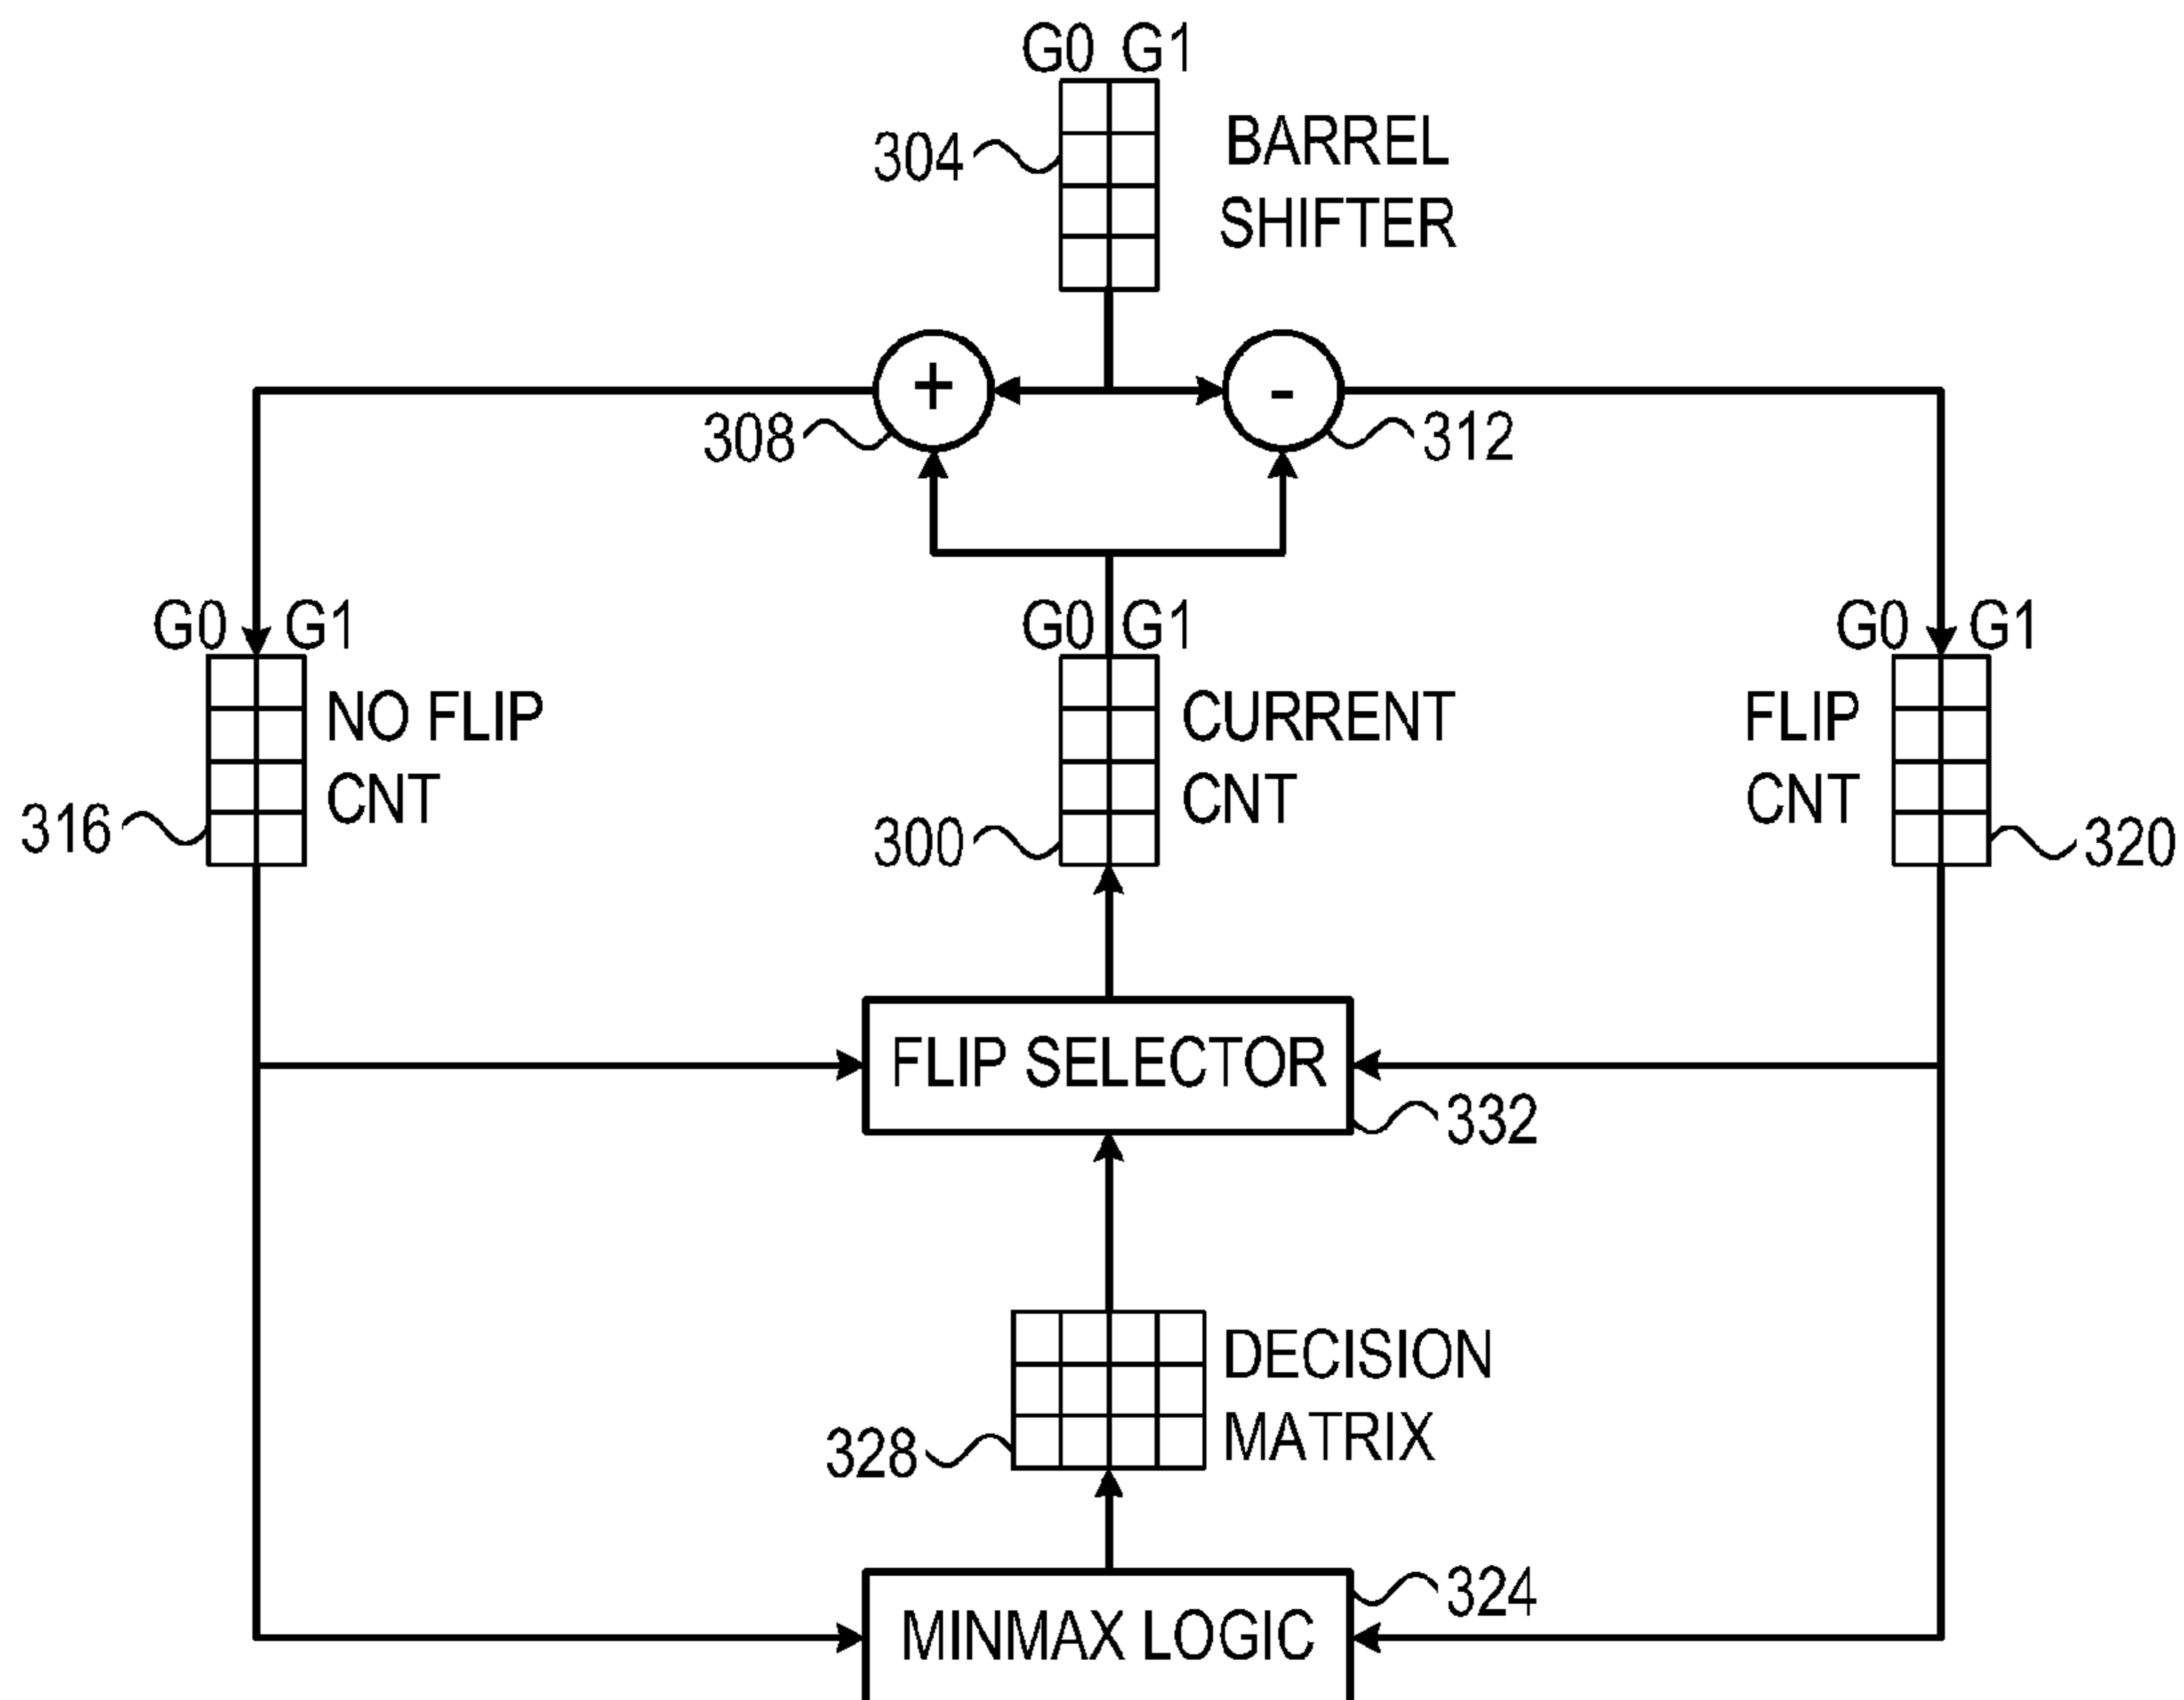 G0 G1
304
BARREL
SHIFTER
+
-
308
312
G0 G1
NO FLIP
CNT
316
G0 G1
CURRENT
CNT
300
G0 G1
FLIP
CNT
320
FLIP SELECTOR
332
DECISION
MATRIX
328
324
MINMAX LOGIC